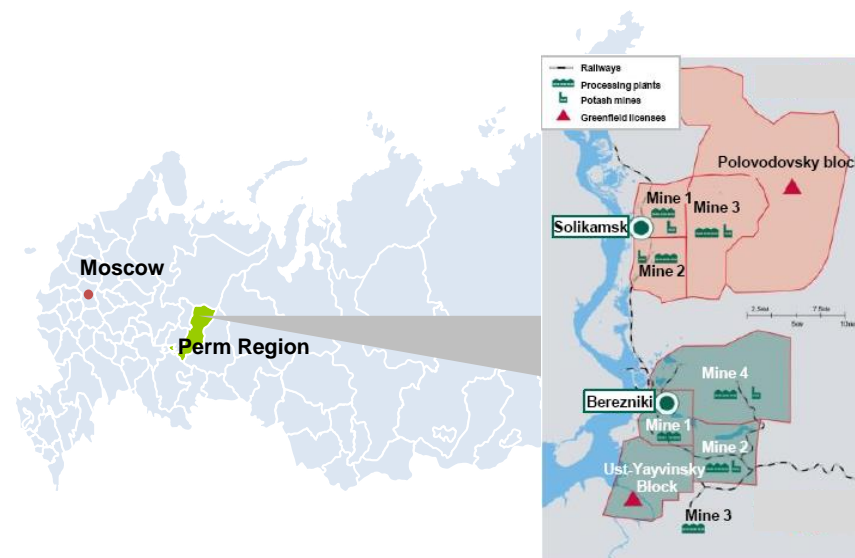 Railways
Processing plants
Potash mines
Greenfield licenses
Polovodovsky bloc
Mine 1
Mine 3
Solikamsk
Mine 2
Moscow
Perm Region
Mine 4
Berezniki
Mine 1
Mine 2
Ust-Yayvinsky
Block
Mine 3